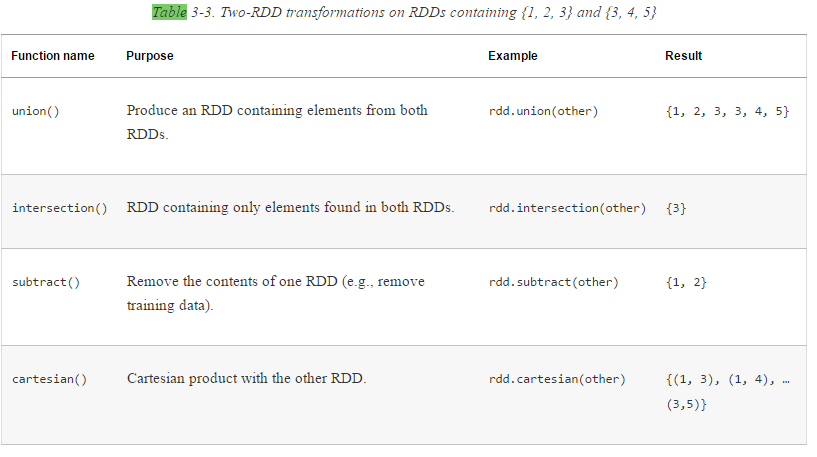 Table 3-3. Two-RDD transformations on RDDs containing {1, 2, 3} and {3, 4, 5}
Function name Purpose Example Result
union() Produce an RDD containing elements from both rdd.union(other) {1, 2, 3, 3, 4, 5}
RDDs.
intersection() RDD containing only elements found in both RDDs. rdd.intersection(other) {3}
subtract() Remove the contents of one RDD (e.g., remove rdd.subtract(other) {1, 2}
training data).
cartesian() Cartesian product with the other RDD. rdd.cartesian(other) {(1, 3), (1, 4), …
(3,5)}